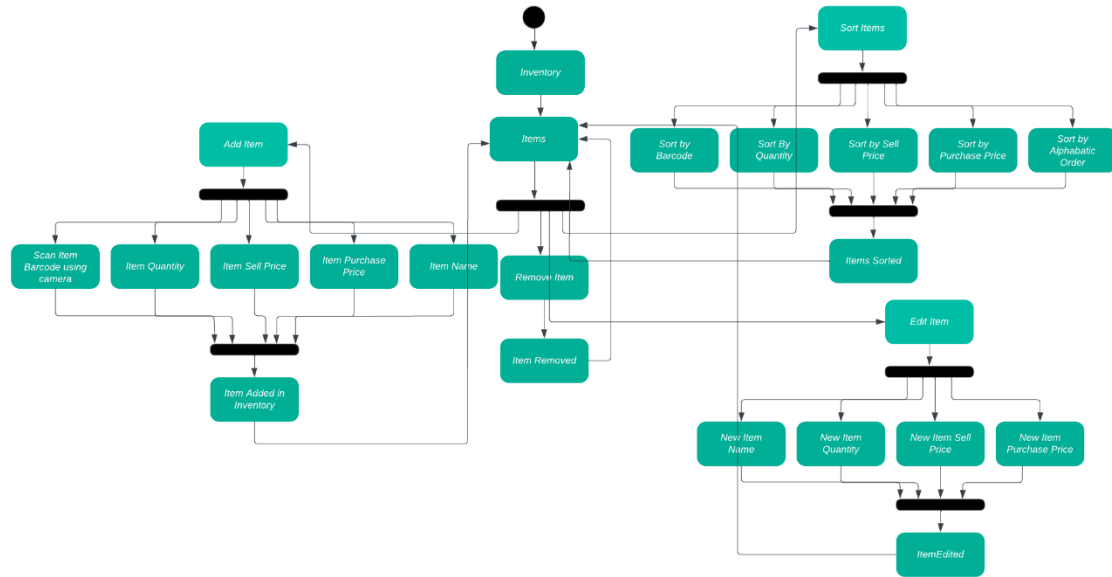 Sort Items
Inventory
Items
Add Item
Sort by
Barcode
Sort By
Quantity
Sort by Sell
Price
Sort by
Purchase Price
Sort by
Alphabatic
Order
Scan Item
Barcode using
camera
Item Quantity
Item Sell Price
Item Purchase
Price
Item Name
Remove Item
Items Sorted
Edit Item
Item Removed
Item Added in
Inventory
New Item
Name
New Item
Quantity
New Item Sell
Price
New Item
Purchase Price
ItemEdited